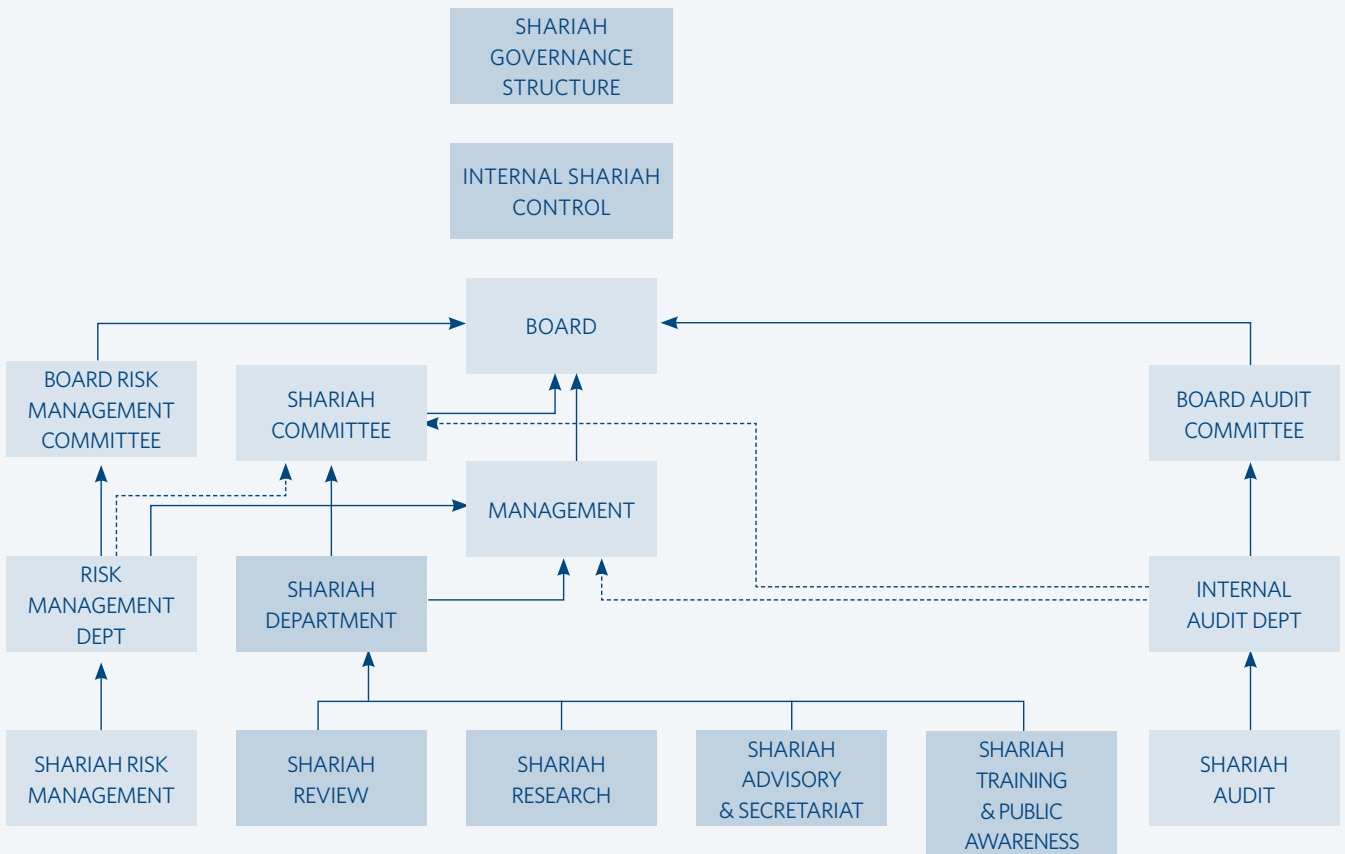 SHARIAH
GOVERNANCE
STRUCTURE
INTERNAL SHARIAH
CONTROL
BOARD
BOARD RISK
MANAGEMENT
COMMITTEE
SHARIAH
COMMITTEE
BOARD AUDIT
COMMITTEE
MANAGEMENT
RISK
MANAGEMENT
DEPT
SHARIAH
DEPARTMENT
INTERNAL
AUDIT DEPT
SHARIAH RISK
MANAGEMENT
SHARIAH
REVIEW
SHARIAH
RESEARCH
SHARIAH
ADVISORY
& SECRETARIAT
SHARIAH
TRAINING
& PUBLIC
AWARENESS
SHARIAH
AUDIT